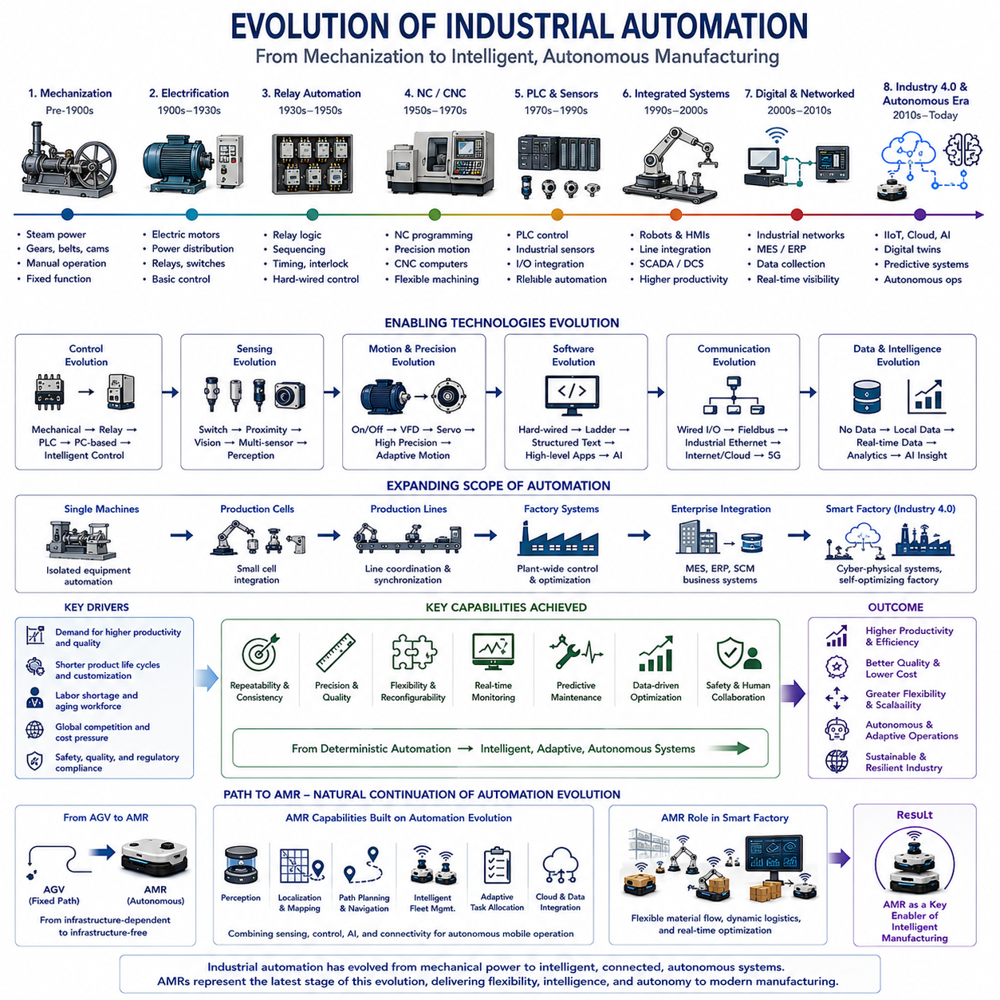 EVOLUTION OF INDUSTRIAL AUTOMATION
From Mechanization to Intelligent, Autonomous Manufacturing
1. Mechanization
Pre-1900s
2. Electrification
1900s–1930s
3. Relay Automation
1930s–1950s
4. NC / CNC
1950s–1970s
5. PLC & Sensors
1970s–1990s
6. Integrated Systems
1990s–2000s
7. Digital & Networked
2000s–2010s
8. Industry 4.0 &
Autonomous Era
2010s–Today
• Steam power
• Gears, belts, cams
• Manual operation
• Fixed function
• Electric motors
• Power distribution
• Relays, switches
• Basic control
• Relay logic
• Sequencing
• Timing, interlock
• Hard-wired control
• NC programming
• Precision motion
• CNC computers
• Flexible machining
• PLC control
• Industrial sensors
• I/O integration
• Rleliable automation
• Robots & HMIs
• Line integration
• SCADA / DCS
• Higher productivity
• Industrial networks
• MES / ERP
• Data collection
• Real-time visibility
• IIoT, Cloud, AI
• Digital twins
• Predictive systems
• Autonomous ops
ENABLING TECHNOLOGIES EVOLUTION
Control
Evolution
Mechanical → Relay →
PLC → PC-based →
Intelligent Control
Sensing
Evolution
Switch → Proximity →
Vision → Multi-sensor →
Perception
Motion & Precision
Evolution
On/Off → VFD → Servo →
High Precision →
Adaptive Motion
Software
Evolution
</>
Hard-wired → Ladder →
Structured Text →
High-level Apps → AI
Communication
Evolution
Wired I/O → Fieldbus →
Industrial Ethernet →
Internet/Cloud → 5G
Data & Intelligence
Evolution
No Data → Local Data →
Real-time Data →
Analytics → AI Insight
EXPANDING SCOPE OF AUTOMATION
Single Machines
Isolated equipment
automation
Production Cells
Small cell
integration
Production Lines
Line coordination &
synchronization
Factory Systems
Plant-wide control
& optimization
Enterprise Integration
MES, ERP, SCM
business systems
Smart Factory (Industry 4.0)
Cyber-physical systems,
self-optimizing factory
KEY DRIVERS
Demand for higher productivity
and quality
Shorter product life cycles
and customization
Labor shortage and
aging workforce
Global competition and
cost pressure
Safety, quality, and regulatory
compliance
KEY CAPABILITIES ACHIEVED
Repeatability &
Consistency
Precision &
Quality
Flexibility &
Reconfigurability
Real-time
Monitoring
Predictive
Maintenance
Data-driven
Optimization
Safety & Human
Collaboration
From Deterministic Automation → Intelligent, Adaptive, Autonomous Systems
OUTCOME
Higher Productivity
& Efficiency
Better Quality &
Lower Cost
Greater Flexibility
& Scalaaility
Autonomous &
Adaptive Operations
Sustainable &
Resilient Industry
PATH TO AMR – NATURAL CONTINUATION OF AUTOMATION EVOLUTION
From AGV to AMR
AGV
(Fixed Path)
AMR
(Autonomous)
From infrastructure-dependent
to infrastructure-free
AMR Capabilities Built on Automation Evolution
Perception
Localization
& Mapping
Path Planning
& Navigation
Intelligent
Fleet Mgmt.
Adaptive
Task Allocation
Cloud & Data
Integration
Combining sensing, control, AI, and connectivity for autonomous mobile operation
AMR Role in Smart Factory
Flexible material flow, dynamic logistics,
and real-time optimization
Result
AMR as a Key
Enabler of
Intelligent
Manufacturing
Industrial automation has evolved from mechanical power to intelligent, connected, autonomous systems.
AMRs represent the latest stage of this evolution, delivering flexibility, intelligence, and autonomy to modern manufacturing.